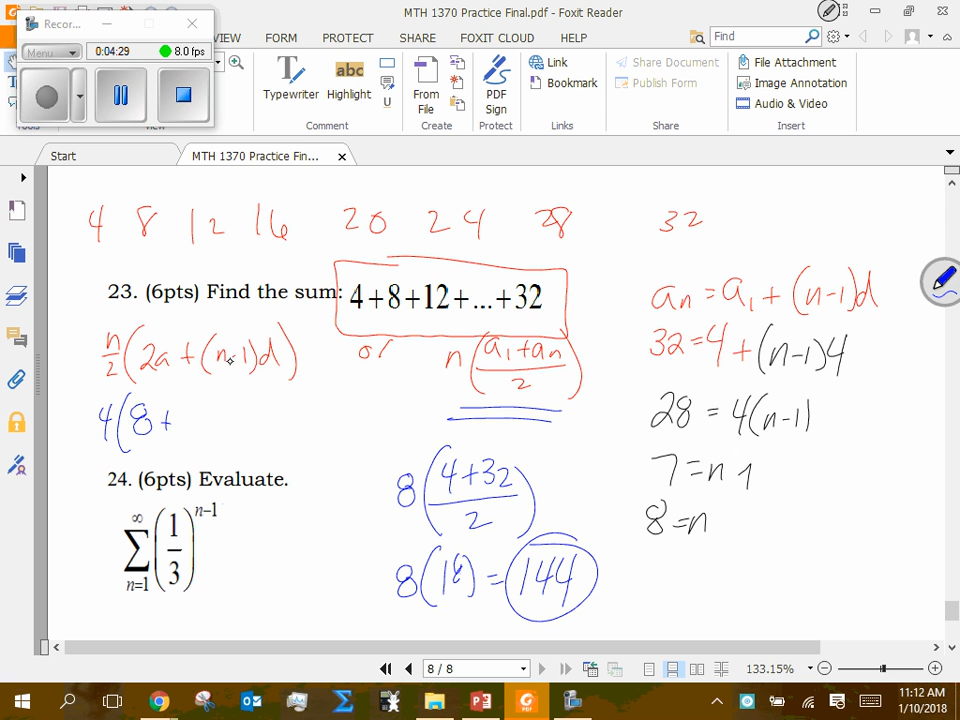 MTH 1370 Practice Final.pdf - Foxit Reader
Recor...
Menu
0:04:29
8.0 fps
VIEW FORM PROTECT SHARE FOXIT CLOUD HELP
Find
Typewriter
Highlight
From File
PDF Sign
Link
Bookmark
Share Document
Publish Form
File Attachment
Image Annotation
Audio & Video
Comment
Create
Protect
Links
Share
Insert
Start
MTH 1370 Practice Fin...
4 8 12 16 20 24 28 32
23. (6pts) Find the sum: 4+8+12+...+32
n/2 (2a + (n-1)d)
or
n (a₁+aₙ / 2)
4(8+
8 (4+32 / 2)
8(18) = 144
aₙ = a₁ + (n-1)d
32 = 4 + (n-1)4
28 = 4(n-1)
7 = n 1
8 = n
24. (6pts) Evaluate.
∞
∑ (1/3)ⁿ⁻¹
n=1
8 / 8
133.15%
11:12 AM
1/10/2018